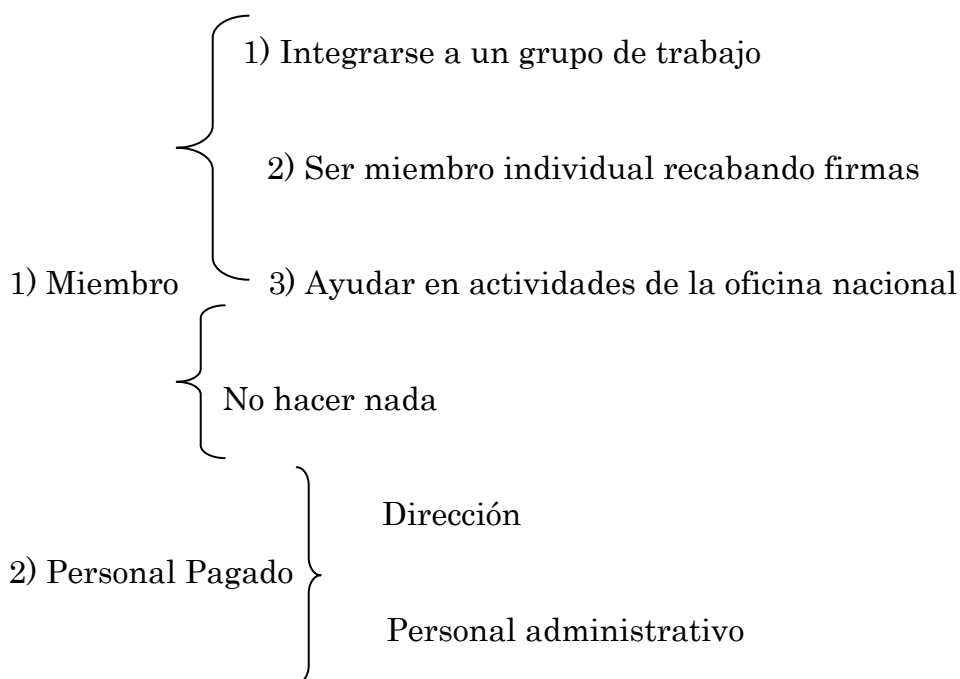 1) Integrarse a un grupo de trabajo
2) Ser miembro individual recabando firmas
1) Miembro 3) Ayudar en actividades de la oficina nacional
No hacer nada
Dirección
2) Personal Pagado
Personal administrativo